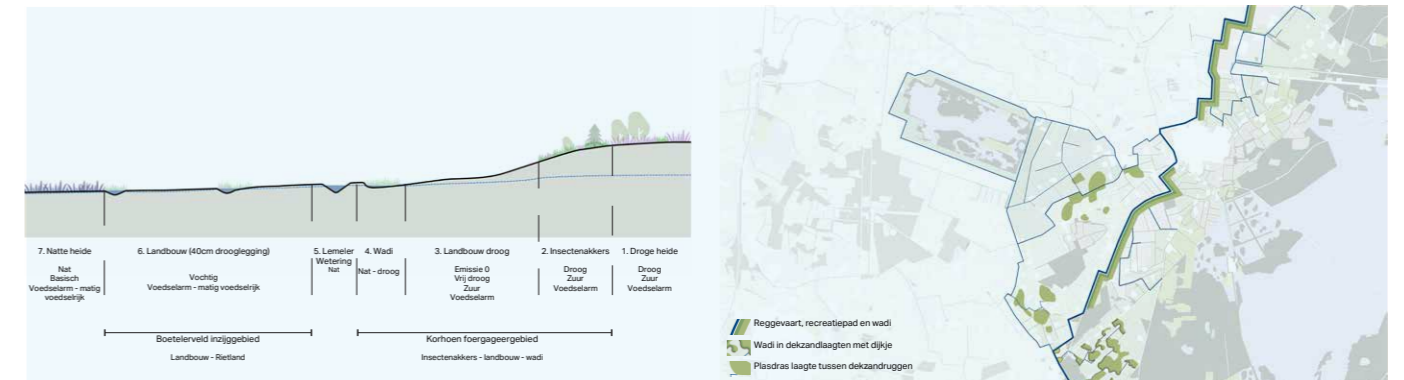 7. Natte heide
Nat
Basisch
Voedselarm - matig
voedselrijk
6. Landbouw (40cm drooglegging)
Vochtig
Voedselarm - matig voedselrijk
5. Lemeler
Wetering
Nat
4. Wadi
Nat - droog
3. Landbouw droog
Emissie 0
Vrij droog
Zuur
Voedselarm
2. Insectenakkers
Droog
Zuur
Voedselarm
1. Droge heide
Droog
Zuur
Voedselarm
Boetelerveld inzijggebied
Landbouw - Rietland
Korhoen foerageergebied
Insectenakkers - landbouw - wadi
Reggevaart, recreatiepad en wadi
Wadi in dekzandlaagten met dijkje
Plasdras laagte tussen dekzandruggen